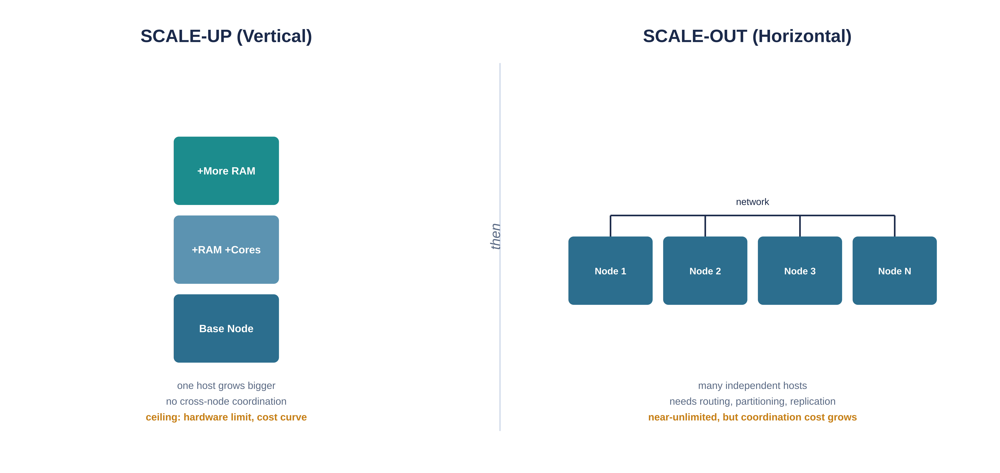 SCALE-UP (Vertical)
+More RAM
+RAM +Cores
Base Node
one host grows bigger
no cross-node coordination
ceiling: hardware limit, cost curve
then
SCALE-OUT (Horizontal)
network
Node 1
Node 2
Node 3
Node N
many independent hosts
needs routing, partitioning, replication
near-unlimited, but coordination cost grows